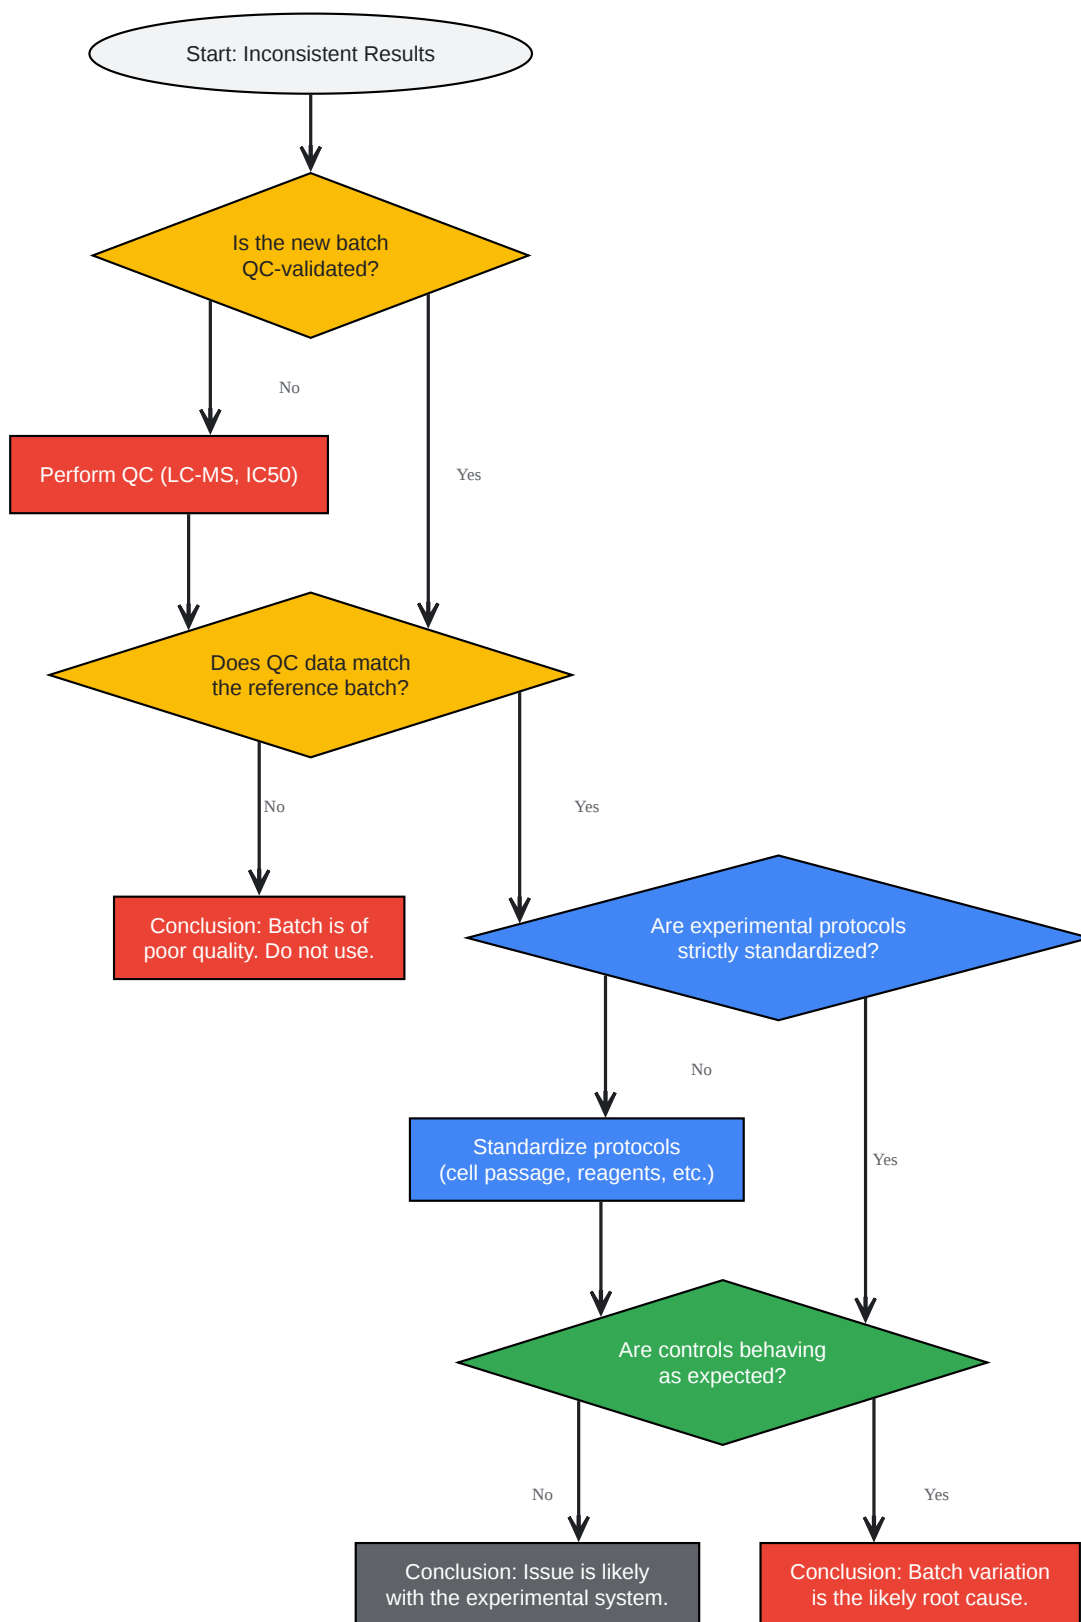 Start: Inconsistent Results
Is the new batch
QC-validated?
No
Perform QC (LC-MS, IC50)
Yes
Does QC data match
the reference batch?
No
Yes
Conclusion: Batch is of
poor quality. Do not use.
Are experimental protocols
strictly standardized?
No
Standardize protocols
(cell passage, reagents, etc.)
Yes
Are controls behaving
as expected?
No
Yes
Conclusion: Issue is likely
with the experimental system.
Conclusion: Batch variation
is the likely root cause.